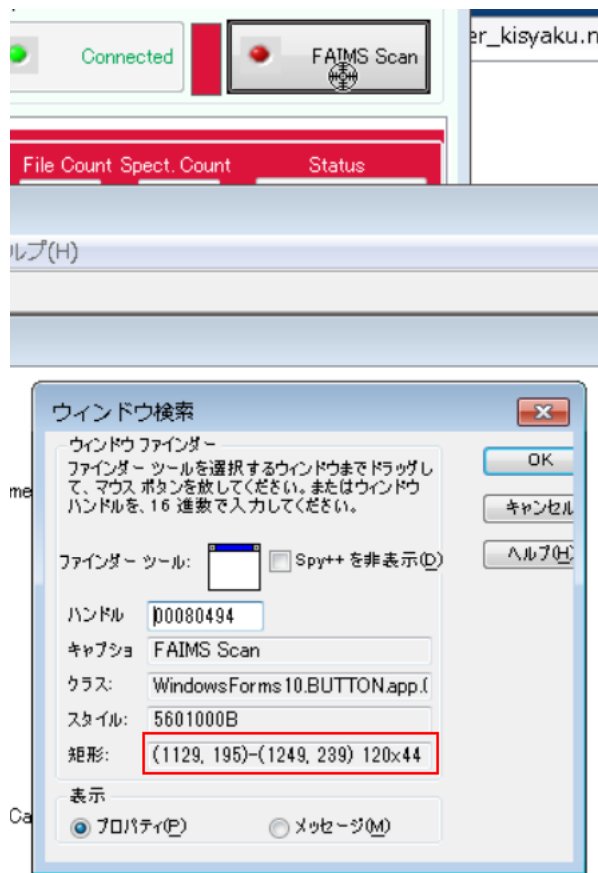 Connected
FAIMS Scan
er_kisyaku.n
File Count Spect. Count Status
ルプ(H)
ウィンドウ検索
ウィンドウ ファインダー
ファインダー ツールを選択するウィンドウまでドラッグし
て、マウス ボタンを放してください。またはウィンドウ
ハンドルを、16 進数で入力してください。
OK
キャンセル
ヘルプ(H)
me
ファインダー ツール:
Spy++ を非表示(D)
ハンドル 00080494
キャプショ FAIMS Scan
クラス: WindowsForms10.BUTTON.app.(
スタイル: 5601000B
矩形: (1129, 195)-(1249, 239) 120x44
表示
Ca
プロパティ(P) メッセージ(M)